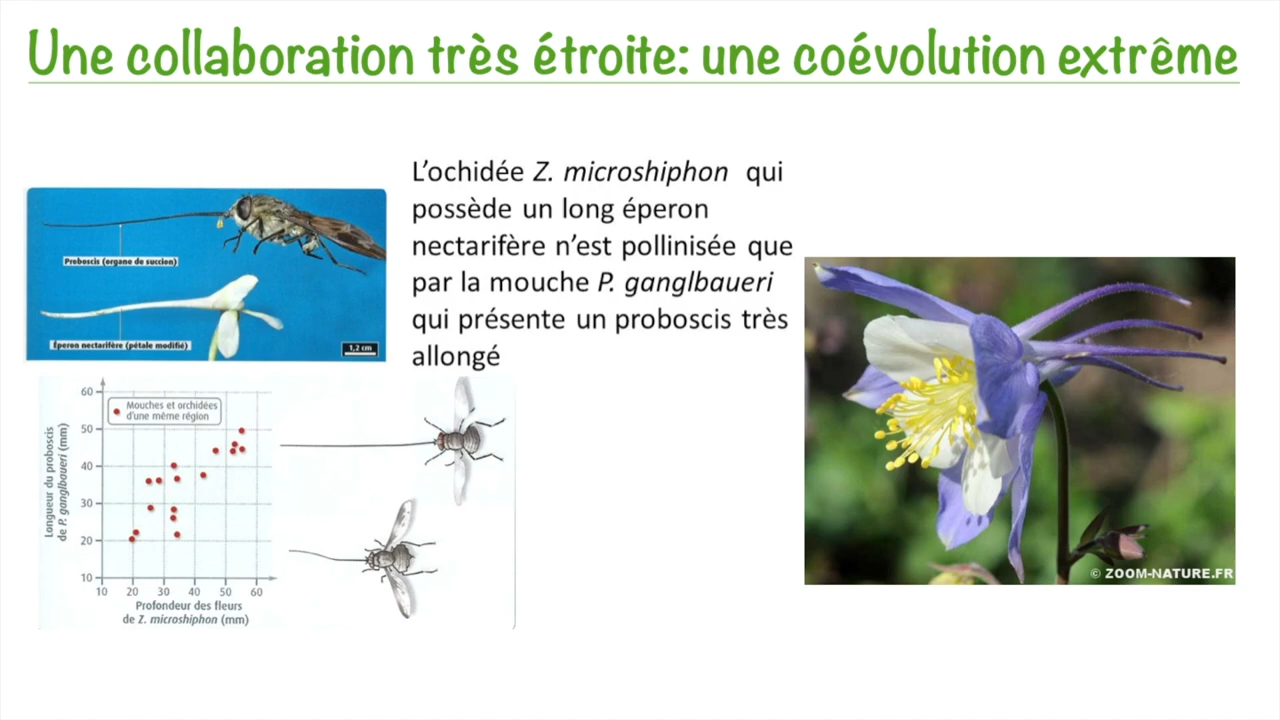 Une collaboration très étroite: une coévolution extrême
L’ochidée Z. microshiphon qui
possède un long éperon
nectarifère n’est pollinisée que
par la mouche P. ganglbaueri
qui présente un proboscis très
allongé
Proboscis (organe de succion)
Éperon nectarifère (pétale modifié)
1,2 cm
60
50
40
30
20
10
Mouches et orchidées
d'une même région
Longueur du proboscis
de P. ganglbaueri (mm)
10 20 30 40 50 60
Profondeur des fleurs
de Z. microshiphon (mm)
© ZOOM-NATURE.FR